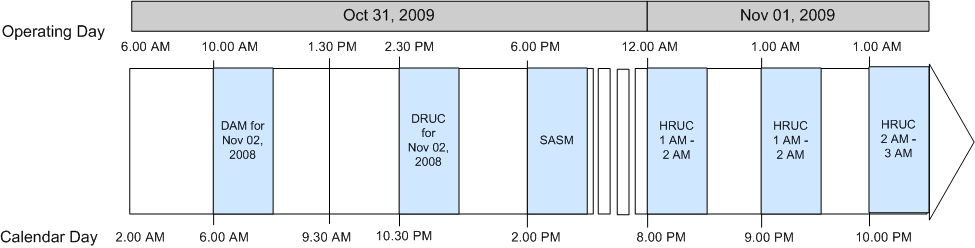 Oct 31, 2009
Nov 01, 2009
Operating Day
6.00 AM
10.00 AM
1.30 PM
2.30 PM
6.00 PM
12.00 AM
1.00 AM
1.00 AM
DAM for
Nov 02,
2008
DRUC
for
Nov 02,
2008
SASM
HRUC
1 AM -
2 AM
HRUC
1 AM -
2 AM
HRUC
2 AM -
3 AM
Calendar Day
2.00 AM
6.00 AM
9.30 AM
10.30 PM
2.00 PM
8.00 PM
9.00 PM
10.00 PM